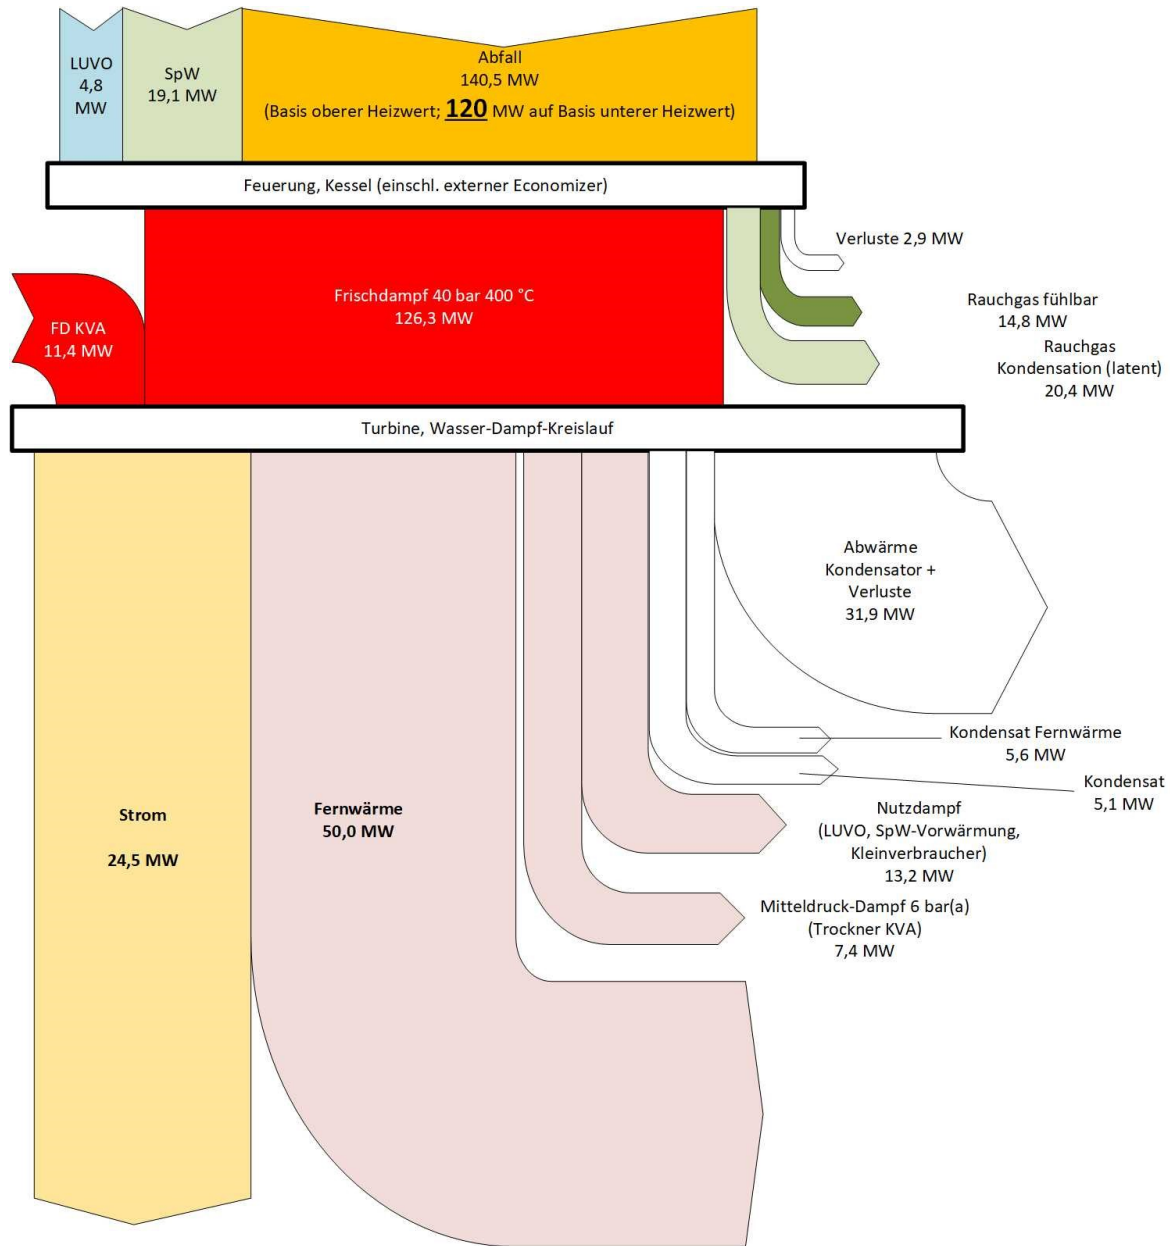 LUVO
4,8
MW
SpW
19,1 MW
Abfall
140,5 MW
(Basis oberer Heizwert; 120 MW auf Basis unterer Heizwert)
Feuerung, Kessel (einschl. externer Economizer)
Verluste 2,9 MW
Rauchgas fühlbar
14,8 MW
Rauchgas
Kondensation (latent)
20,4 MW
Frischdampf 40 bar 400 °C
126,3 MW
FD KVA
11,4 MW
Turbine, Wasser-Dampf-Kreislauf
Abwärme
Kondensator +
Verluste
31,9 MW
Kondensat Fernwärme
5,6 MW
Kondensat
5,1 MW
Nutzdampf
(LUVO, SpW-Vorwärmung,
Kleinverbraucher)
13,2 MW
Mitteldruck-Dampf 6 bar(a)
(Trockner KVA)
7,4 MW
Strom
24,5 MW
Fernwärme
50,0 MW